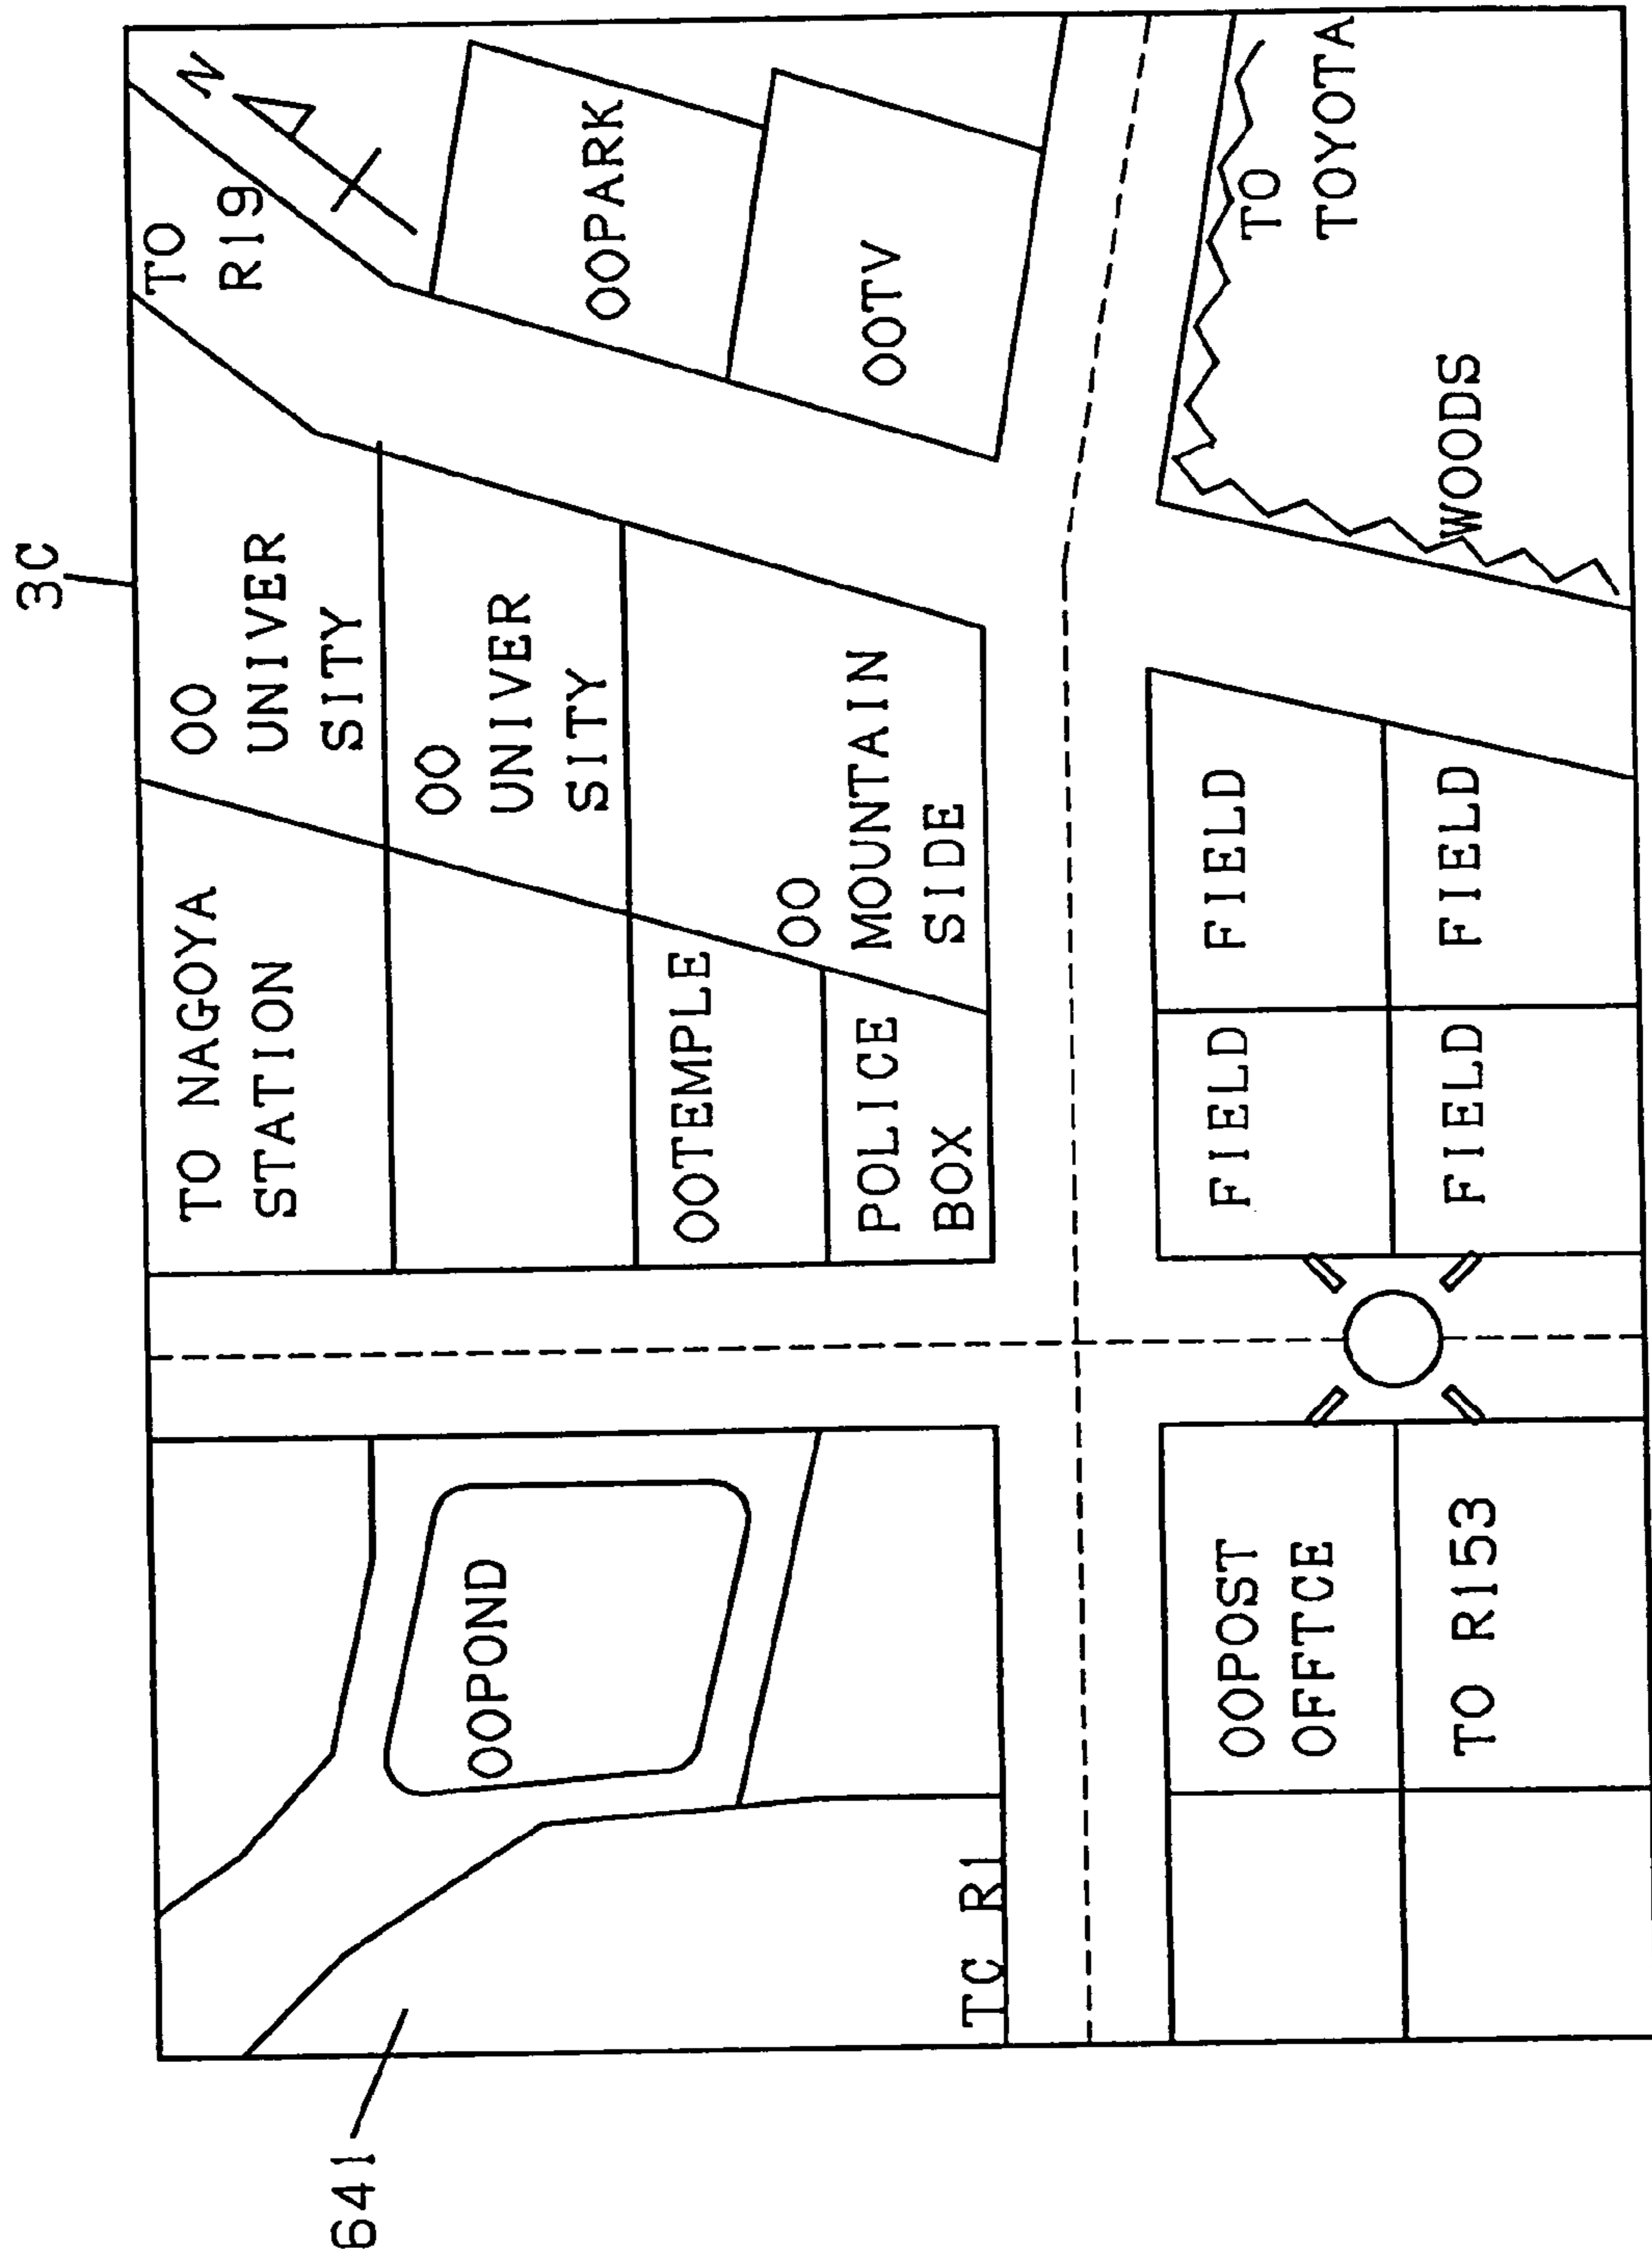 3C
TO NAGOYA
STATION
OO
UNIVER
SITY
TO
R19
N
641
OOPOND
OO
UNIVER
SITY
OOPARK
OOTEMPLE
OO
MOUNTAIN
SIDE
OOTV
POLICE
BOX
TC R1
OOPOST
OFFTCE
FIELD
FIELD
TO
TOYOTA
TO R153
FIELD
FIELD
WOODS